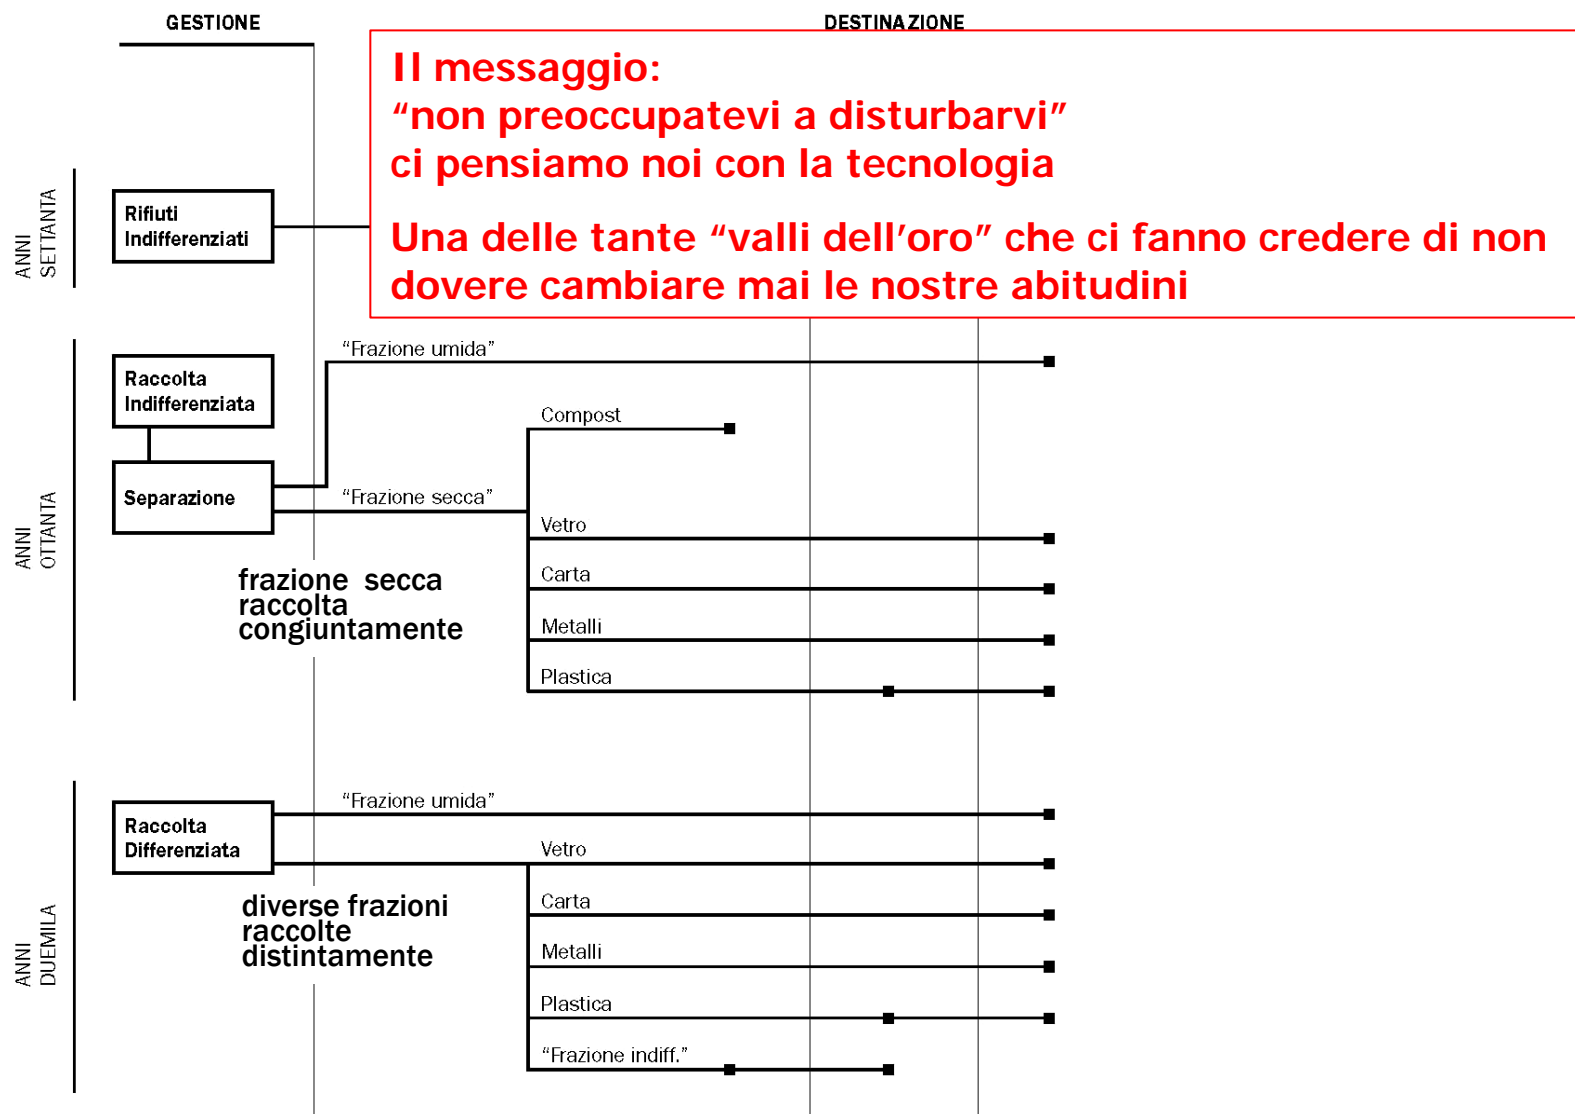 GESTIONE
DESTINAZIONE
Il messaggio:
“non preoccupatevi a disturbarvi”
ci pensiamo noi con la tecnologia
Una delle tante “valli dell’oro” che ci fanno credere di non
dovere cambiare mai le nostre abitudini
ANNI
SETTANTA
Rifiuti
Indifferenziati
ANNI
OTTANTA
Raccolta
Indifferenziata
Separazione
“Frazione umida”
Compost
“Frazione secca”
Vetro
frazione secca
raccolta
congiuntamente
Carta
Metalli
Plastica
ANNI
DUEMILA
Raccolta
Differenziata
“Frazione umida”
Vetro
diverse frazioni
raccolte
distintamente
Carta
Metalli
Plastica
“Frazione indiff.”